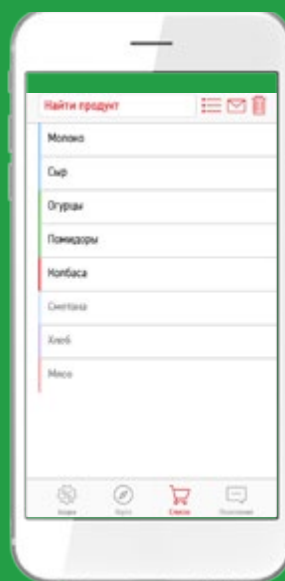 Найти продукт
Молоко
Сыр
Огурцы
Помидоры
Колбаса
Сметана
Хлеб
Мясо
Список